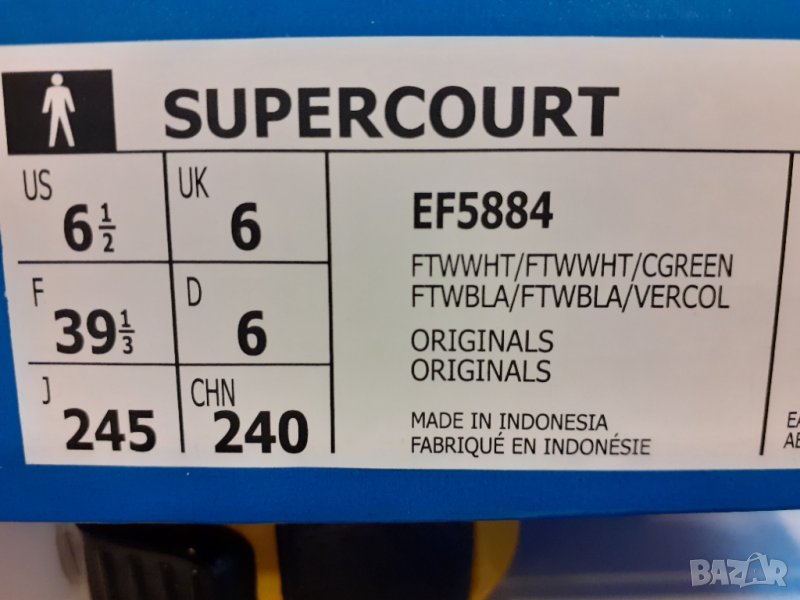 SUPERCOURT
US 6 1/2 UK 6
F 39 1/3 D 6
J 245 CHN 240
EF5884
FTWWHT/FTWWHT/CGREEN
FTWBLA/FTWBLA/VERCOL
ORIGINALS
ORIGINALS
MADE IN INDONESIA
FABRIQUÉ EN INDONÉSIE
BAZAR